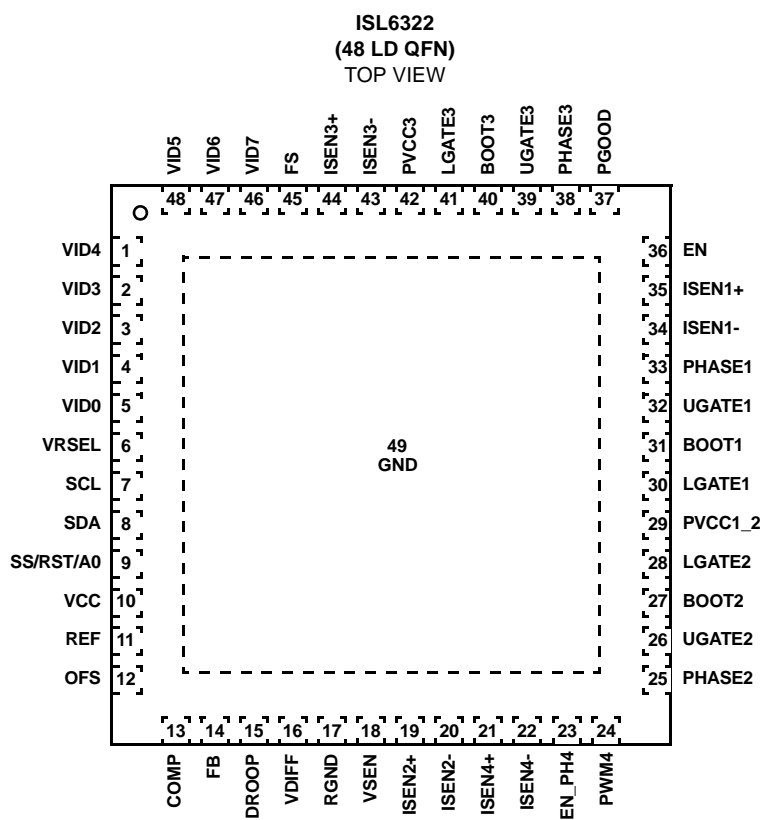 ISL6322
(48 LD QFN)
TOP VIEW
VID5
VID6
VID7
FS
ISEN3+
ISEN3-
PVCC3
LGATE3
BOOT3
UGATE3
PHASE3
PGOOD
48 47 46 45 44 43 42 41 40 39 38 37
VID4 1
VID3 2
VID2 3
VID1 4
VID0 5
VRSEL 6
SCL 7
SDA 8
SS/RST/A0 9
VCC 10
REF 11
OFS 12
49
GND
36 EN
35 ISEN1+
34 ISEN1-
33 PHASE1
32 UGATE1
31 BOOT1
30 LGATE1
29 PVCC1_2
28 LGATE2
27 BOOT2
26 UGATE2
25 PHASE2
13 14 15 16 17 18 19 20 21 22 23 24
COMP
FB
DROOP
VDIFF
RGND
VSEN
ISEN2+
ISEN2-
ISEN4+
ISEN4-
EN_PH4
PWM4